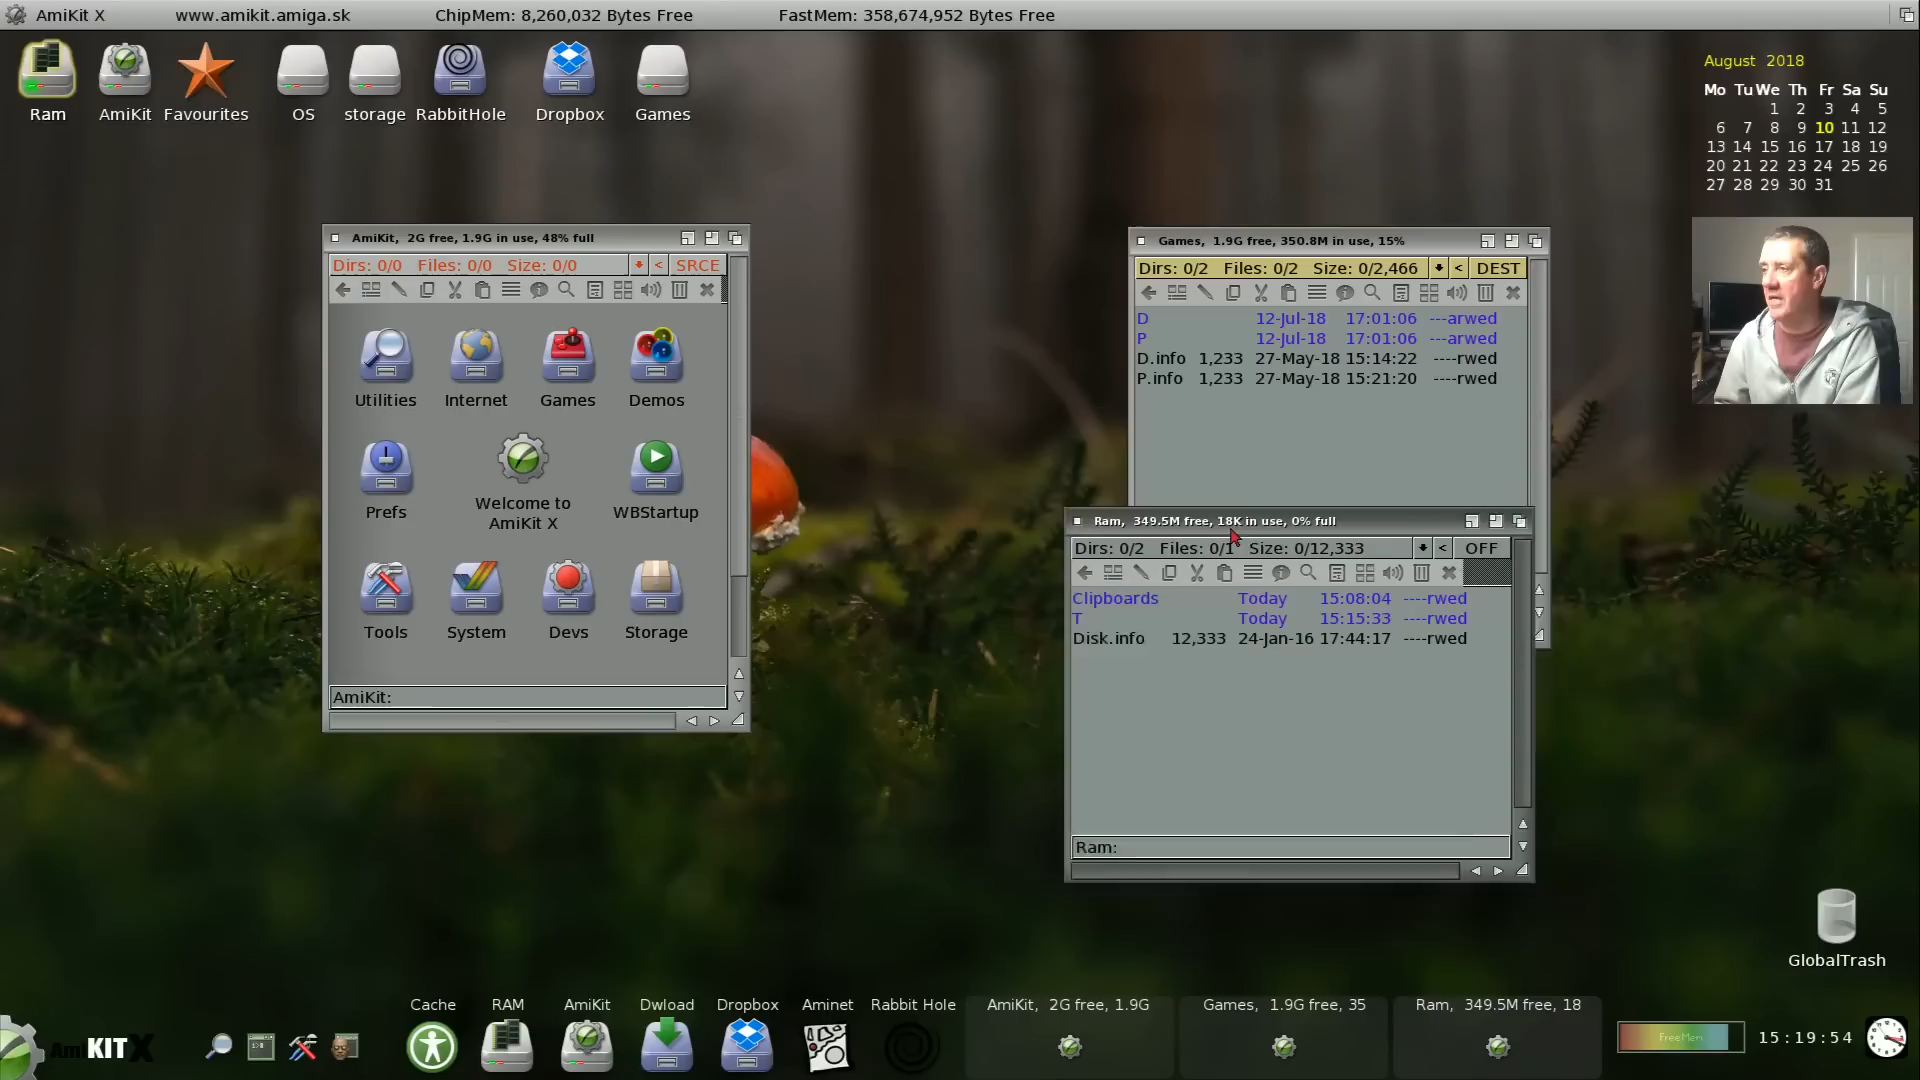 AmiKit X www.amikit.amiga.sk ChipMem: 8,260,032 Bytes Free FastMem: 358,674,952 Bytes Free
Ram AmiKit Favourites OS storage RabbitHole Dropbox Games
August 2018
Mo Tu We Th Fr Sa Su
1 2 3 4 5
6 7 8 9 10 11 12
13 14 15 16 17 18 19
20 21 22 23 24 25 26
27 28 29 30 31
AmiKit, 2G free, 1.9G in use, 48% full
Dirs: 0/0 Files: 0/0 Size: 0/0 < SRCE
Utilities Internet Games Demos
Prefs Welcome to AmiKit X WBStartup
Tools System Devs Storage
AmiKit:
Games, 1.9G free, 350.8M in use, 15%
Dirs: 0/2 Files: 0/2 Size: 0/2,466 < DEST
D 12-Jul-18 17:01:06 ---arwed
P 12-Jul-18 17:01:06 ---arwed
D.info 1,233 27-May-18 15:14:22 ----rwed
P.info 1,233 27-May-18 15:21:20 ----rwed
Ram, 349.5M free, 18K in use, 0% full
Dirs: 0/2 Files: 0/1 Size: 0/12,333 < OFF
Clipboards Today 15:08:04 ----rwed
T Today 15:15:33 ----rwed
Disk.info 12,333 24-Jan-16 17:44:17 ----rwed
Ram:
GlobalTrash
Cache RAM AmiKit Dwload Dropbox Aminet Rabbit Hole AmiKit, 2G free, 1.9G Games, 1.9G free, 35 Ram, 349.5M free, 18
AmiKITX
FreeMem
15:19:54